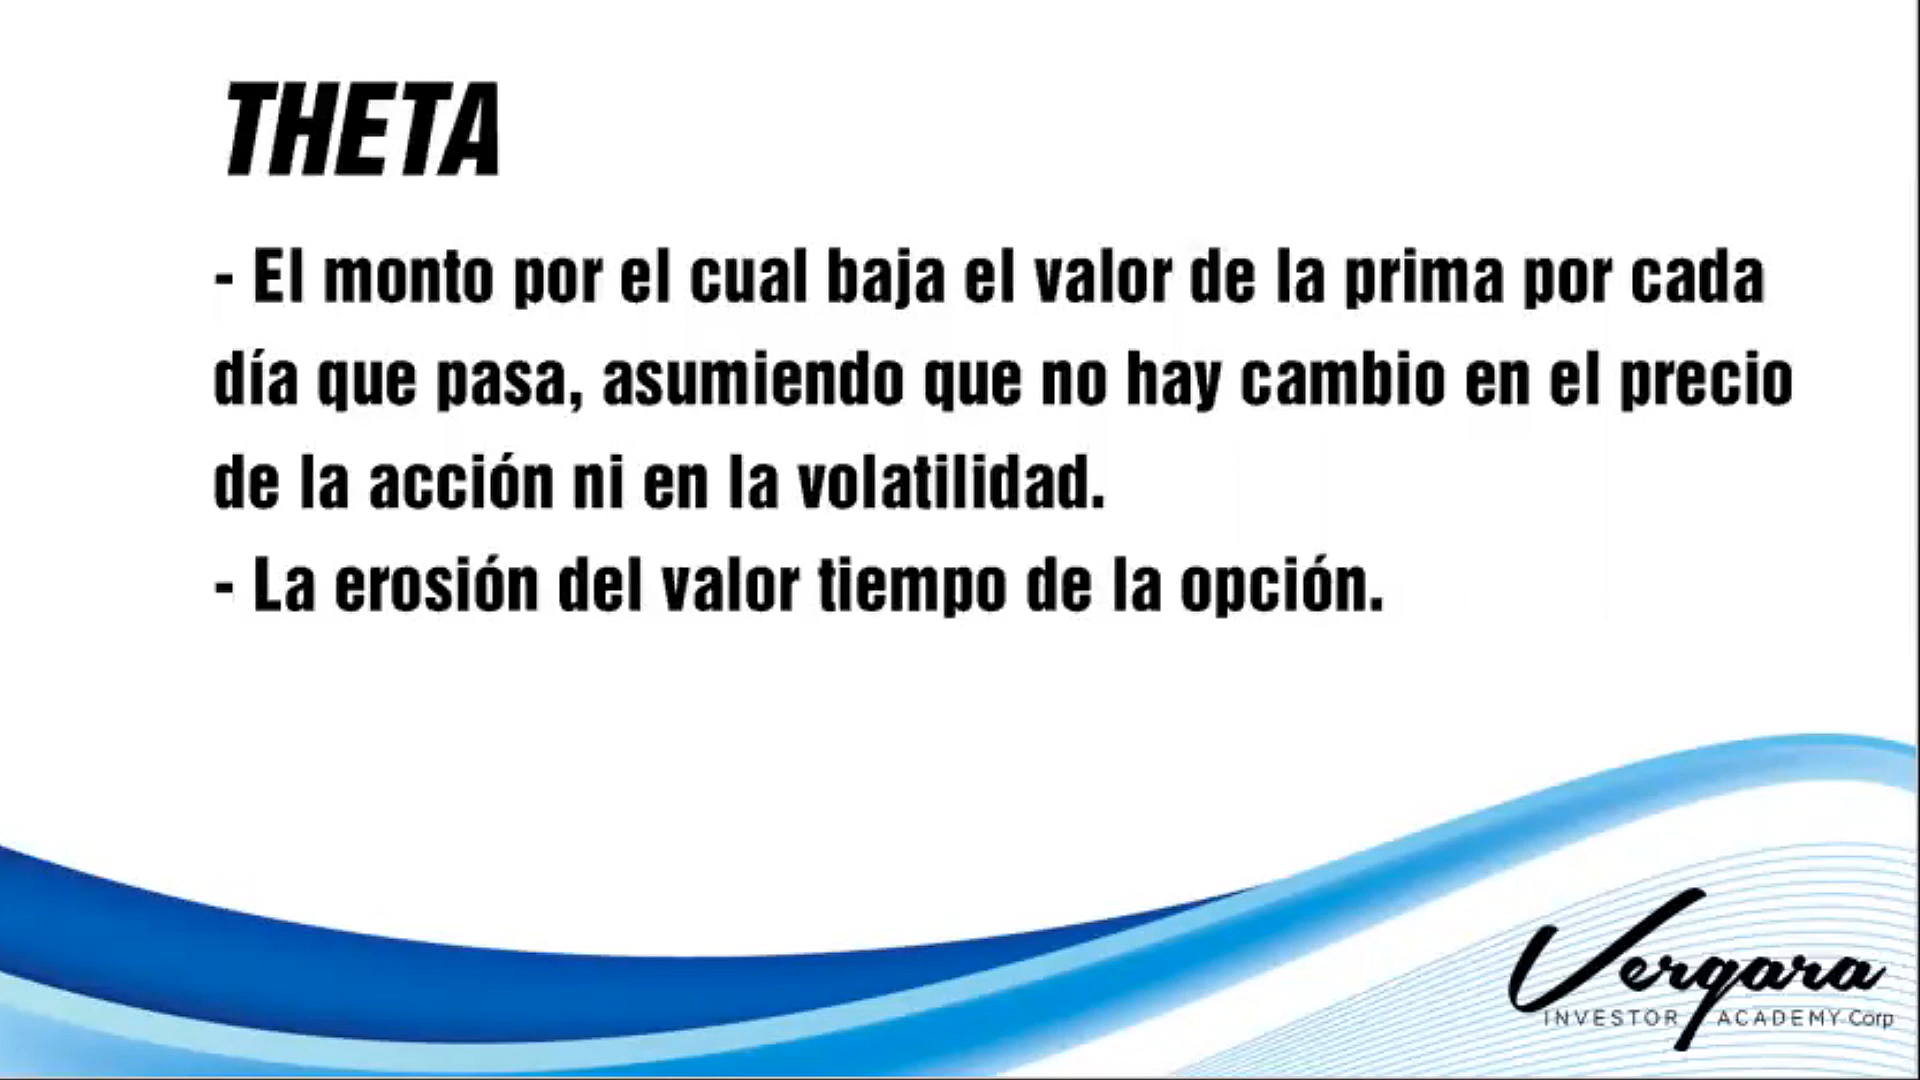 THETA
- El monto por el cual baja el valor de la prima por cada
día que pasa, asumiendo que no hay cambio en el precio
de la acción ni en la volatilidad.
- La erosión del valor tiempo de la opción.
Vergara
INVESTOR ACADEMY Corp